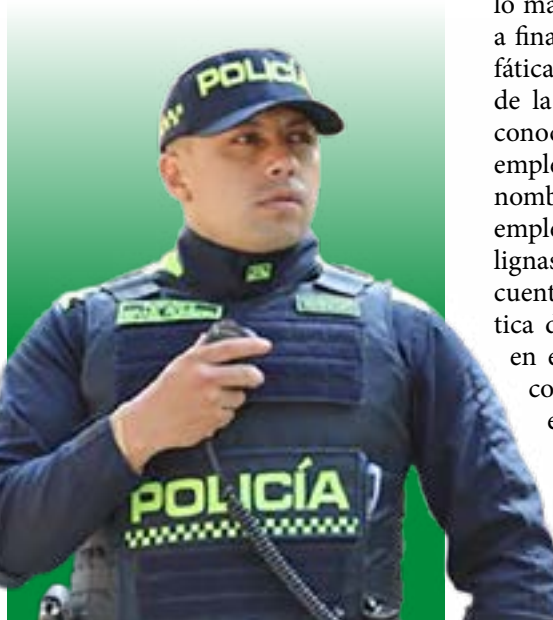 POLICÍA
POLICÍA
lo ma
a fina
fática
de la
conoc
emple
nomb
emple
lignas
cuent
tica d
en e
co
e